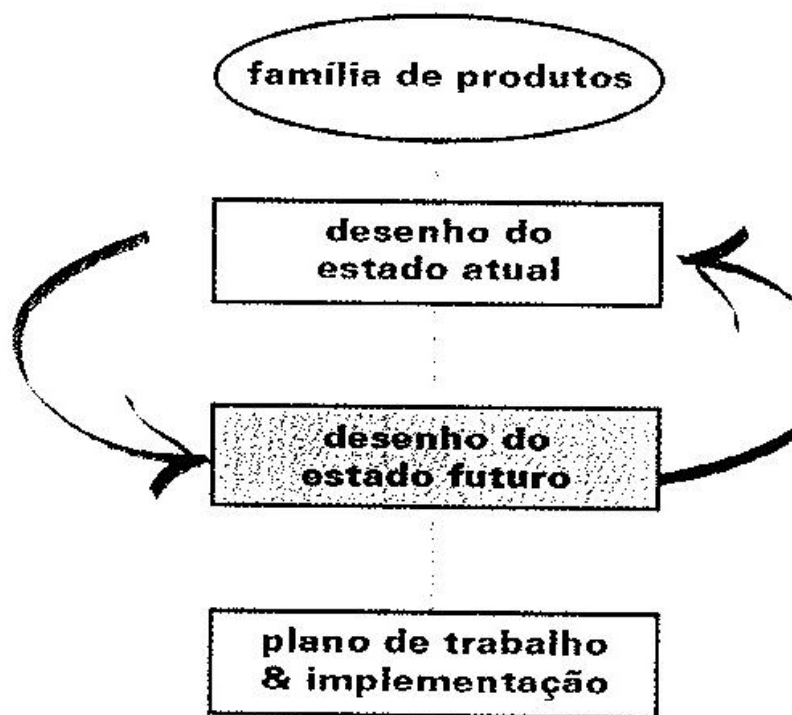 família de produtos
desenho do
estado atual
desenho do
estado futuro
plano de trabalho
& implementação